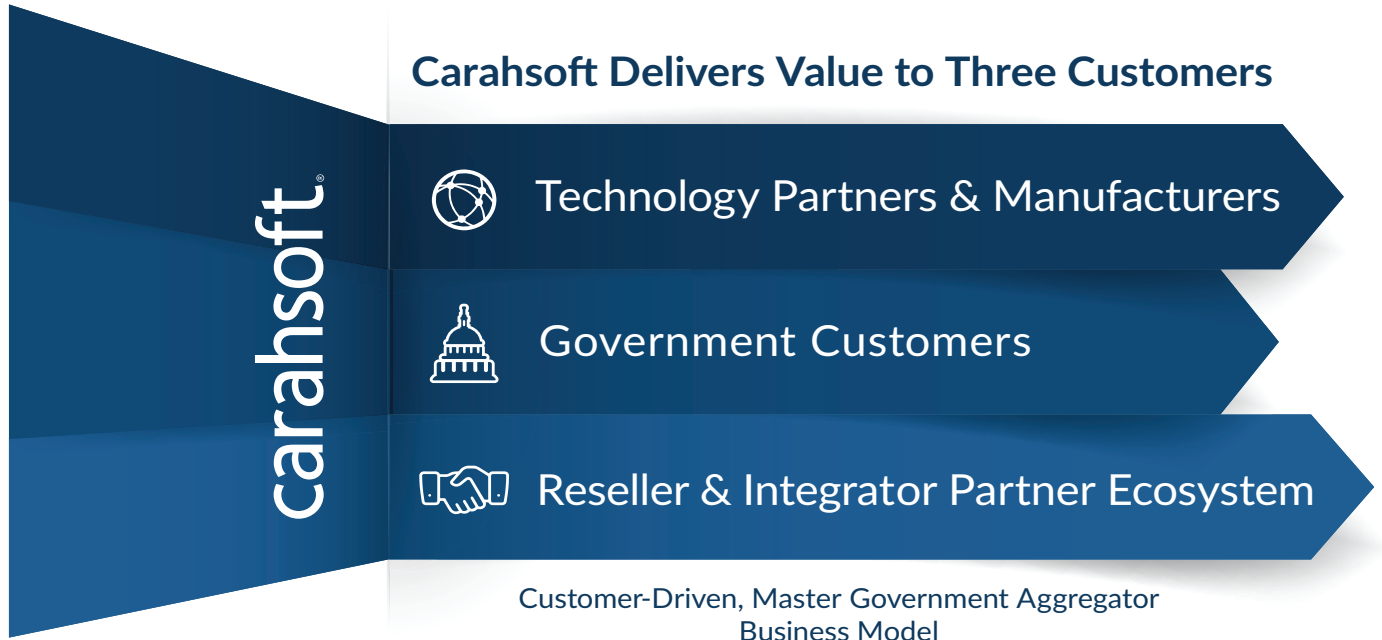 Carahsoft Delivers Value to Three Customers
carahsoft®
Technology Partners & Manufacturers
Government Customers
Reseller & Integrator Partner Ecosystem
Customer-Driven, Master Government Aggregator
Business Model